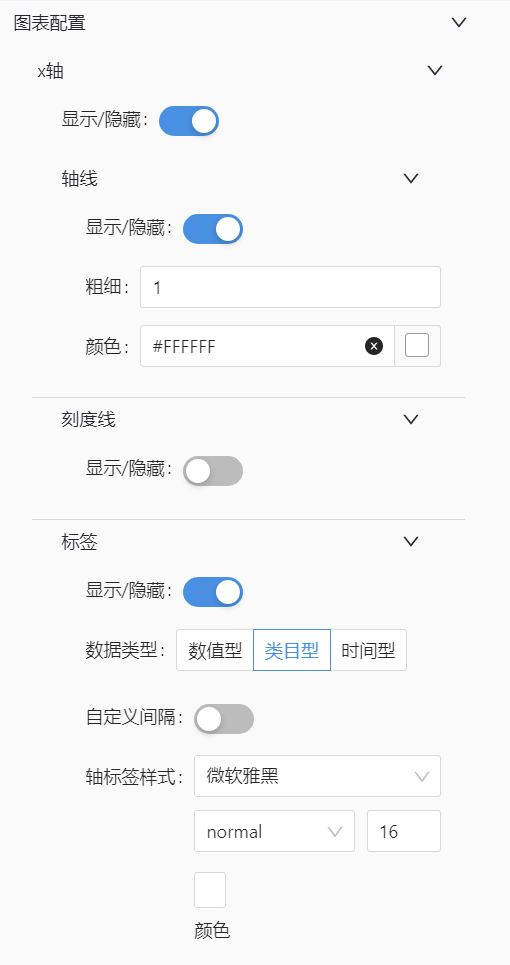 图表配置
x轴
显示/隐藏:
轴线
显示/隐藏:
粗细: 1
颜色: #FFFFFF
刻度线
显示/隐藏:
标签
显示/隐藏:
数据类型: 数值型 类目型 时间型
自定义间隔:
轴标签样式: 微软雅黑
normal 16
颜色